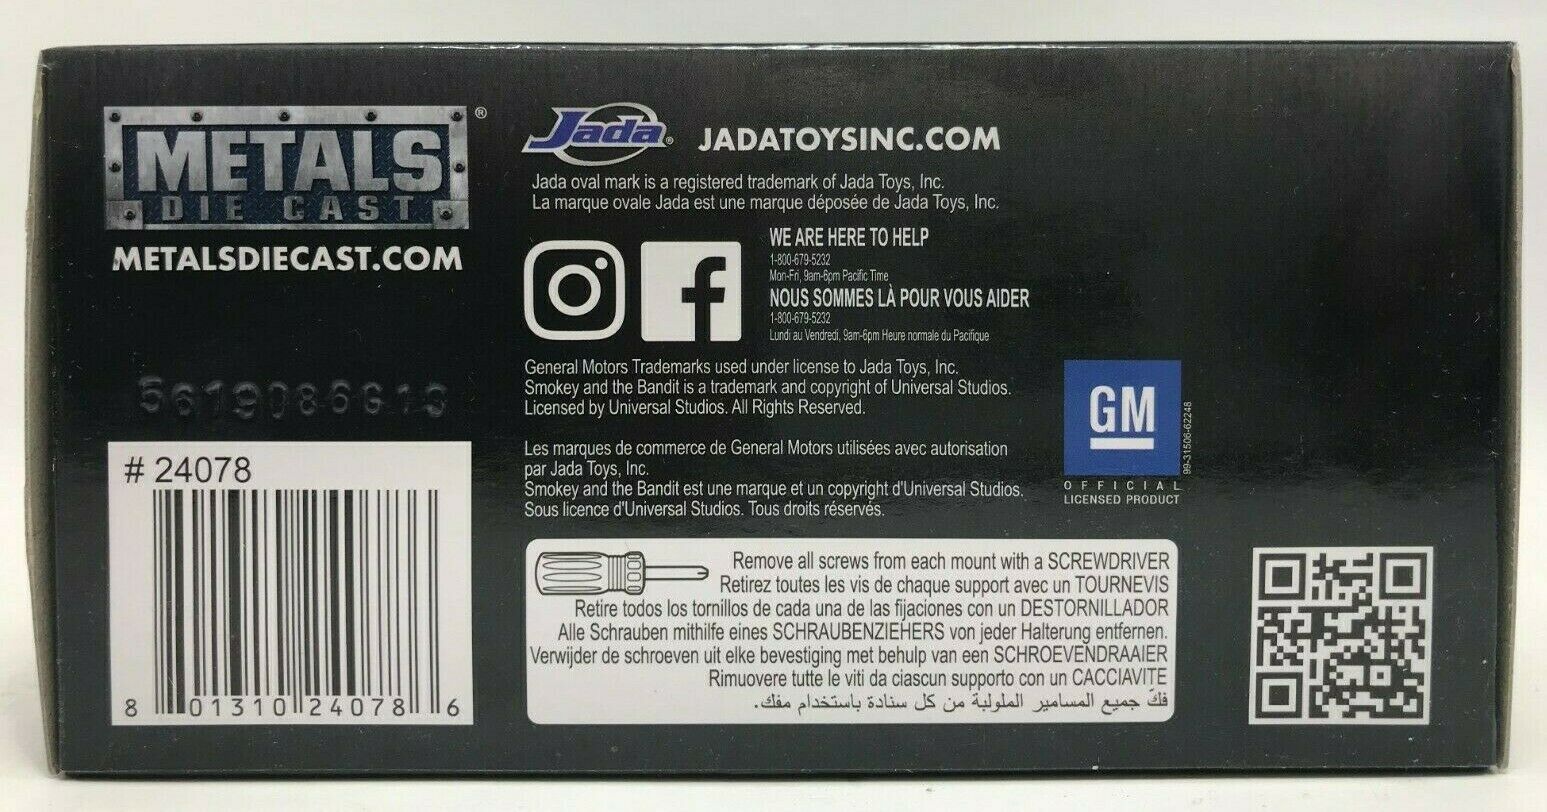 METALS®
DIE CAST
METALSDIECAST.COM
# 24078
8 01310 24078 6
Jada® JADATOYSINC.COM
Jada oval mark is a registered trademark of Jada Toys, Inc.
La marque ovale Jada est une marque déposée de Jada Toys, Inc.
WE ARE HERE TO HELP
1-800-679-5232
Mon-Fri, 9am-6pm Pacific Time
NOUS SOMMES LÀ POUR VOUS AIDER
1-800-679-5232
Lundi au Vendredi, 9am-6pm Heure normale du Pacifique
General Motors Trademarks used under license to Jada Toys, Inc.
Smokey and the Bandit is a trademark and copyright of Universal Studios.
Licensed by Universal Studios. All Rights Reserved.
Les marques de commerce de General Motors utilisées avec autorisation
par Jada Toys, Inc.
Smokey and the Bandit est une marque et un copyright d'Universal Studios.
Sous licence d'Universal Studios. Tous droits réservés.
GM
OFFICIAL
LICENSED PRODUCT
99-31506-62248
Remove all screws from each mount with a SCREWDRIVER
Retirez toutes les vis de chaque support avec un TOURNEVIS
Retire todos los tornillos de cada una de las fijaciones con un DESTORNILLADOR
Alle Schrauben mithilfe eines SCHRAUBENZIEHERS von jeder Halterung entfernen.
Verwijder de schroeven uit elke bevestiging met behulp van een SCHROEVENDRAAIER
Rimuovere tutte le viti da ciascun supporto con un CACCIAVITE
فكّ جميع المسامير الملولبة من كل سنادة باستخدام مفك.